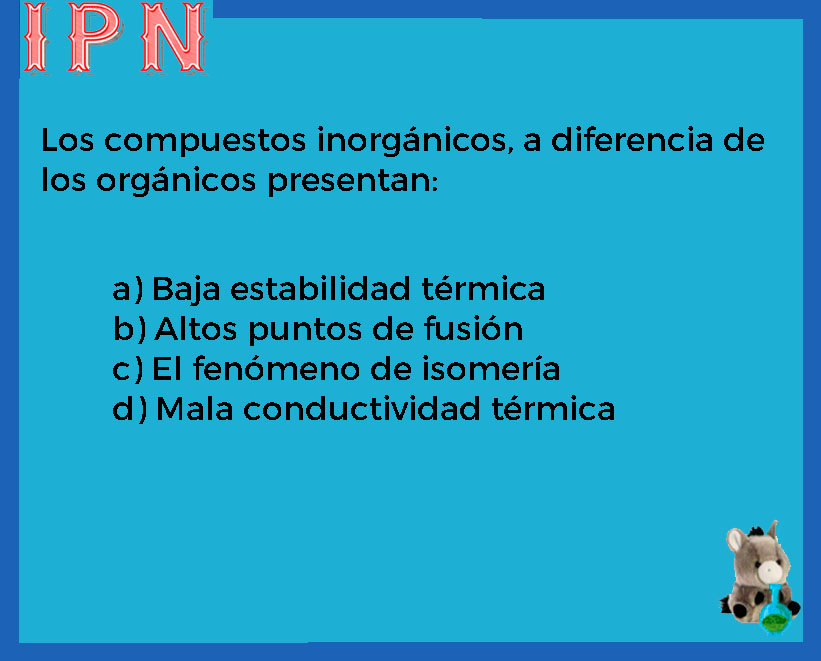 IPN
Los compuestos inorgánicos, a diferencia de
los orgánicos presentan:
a) Baja estabilidad térmica
b) Altos puntos de fusión
c) El fenómeno de isomería
d) Mala conductividad térmica